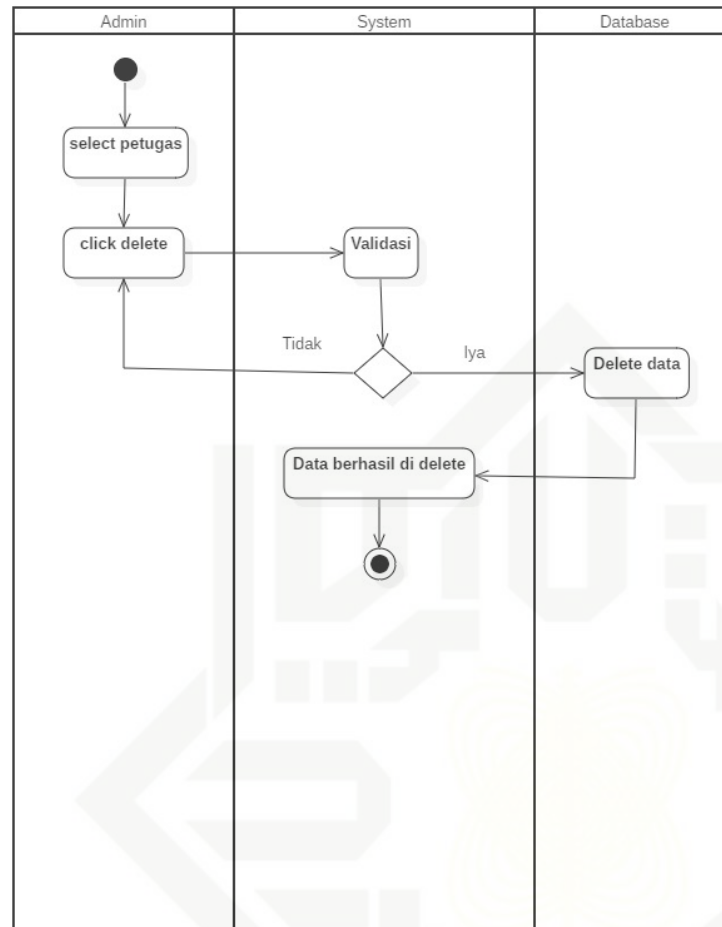 Admin
System
Database
select petugas
click delete
Validasi
Tidak
Iya
Delete data
Data berhasil di delete